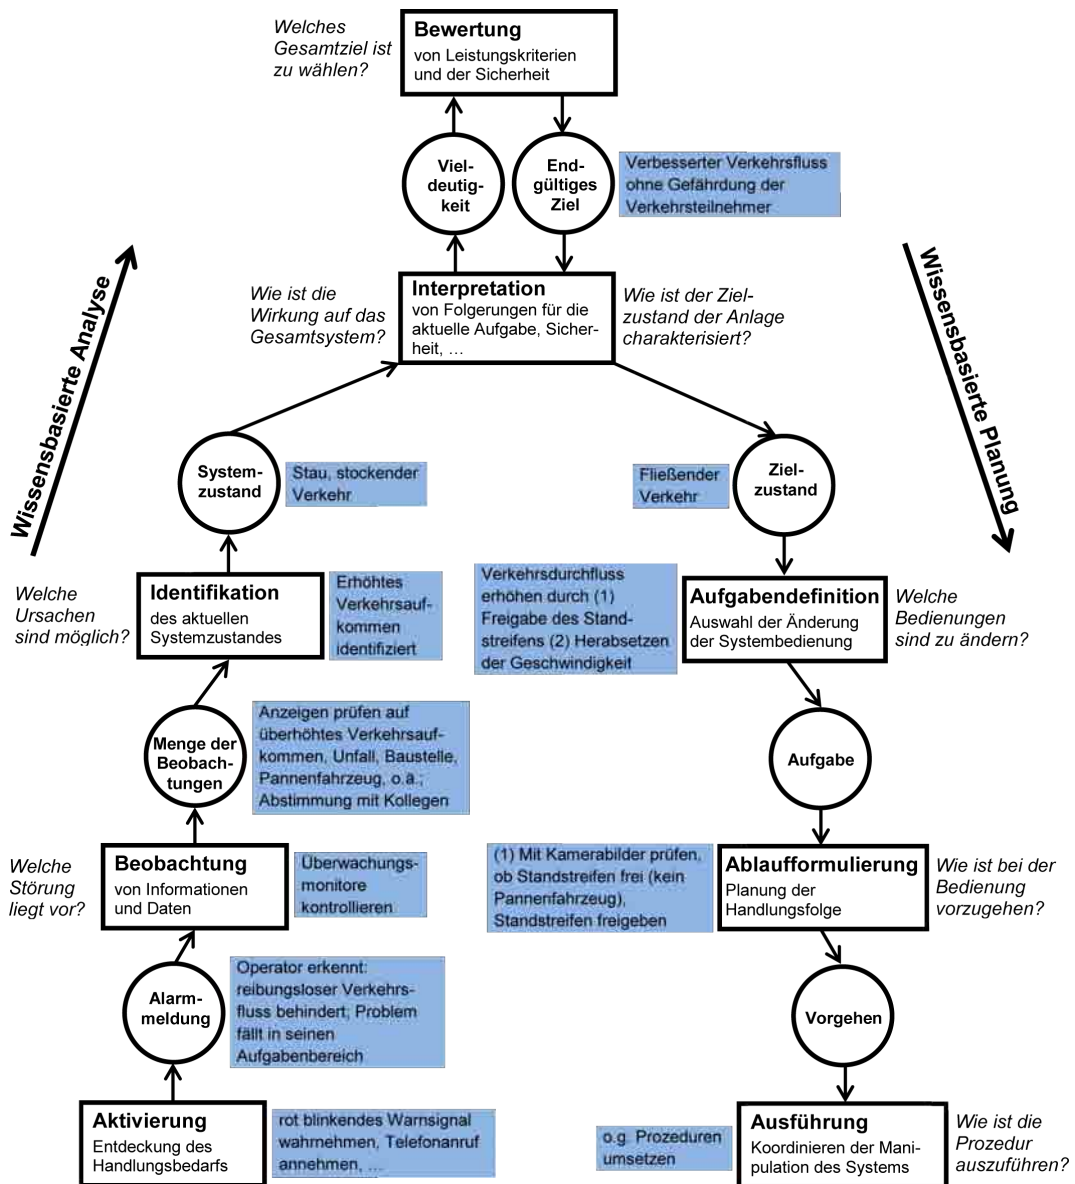 Welches
Gesamtziel ist
zu wählen?
Bewertung
von Leistungskriterien
und der Sicherheit
Viel-
deutig-
keit
End-
gültiges
Ziel
Verbesserter Verkehrsfluss
ohne Gefährdung der
Verkehrsteilnehmer
Wissensbasierte Analyse
Wissensbasierte Planung
Wie ist die
Wirkung auf das
Gesamtsystem?
Interpretation
von Folgerungen für die
aktuelle Aufgabe, Sicher-
heit, …
Wie ist der Ziel-
zustand der Anlage
charakterisiert?
System-
zustand
Stau, stockender
Verkehr
Fließender
Verkehr
Ziel-
zustand
Welche
Ursachen
sind möglich?
Identifikation
des aktuellen
Systemzustandes
Erhöhtes
Verkehrsauf-
kommen
identifiziert
Verkehrsdurchfluss
erhöhen durch (1)
Freigabe des Stand-
streifens (2) Herabsetzen
der Geschwindigkeit
Aufgabendefinition
Auswahl der Änderung
der Systembedienung
Welche
Bedienungen
sind zu ändern?
Menge der
Beobach-
tungen
Anzeigen prüfen auf
überhöhtes Verkehrsauf-
kommen, Unfall, Baustelle,
Pannenfahrzeug, o.ä.;
Abstimmung mit Kollegen
Aufgabe
Welche
Störung
liegt vor?
Beobachtung
von Informationen
und Daten
Überwachungs-
monitore
kontrollieren
(1) Mit Kamerabilder prüfen,
ob Standstreifen frei (kein
Pannenfahrzeug),
Standstreifen freigeben
Ablaufformulierung
Planung der
Handlungsfolge
Wie ist bei der
Bedienung
vorzugehen?
Alarm-
meldung
Operator erkennt:
reibungsloser Verkehrs-
fluss behindert; Problem
fällt in seinen
Aufgabenbereich
Vorgehen
Aktivierung
Entdeckung des
Handlungsbedarfs
rot blinkendes Warnsignal
wahrnehmen, Telefonanruf
annehmen, …
o.g. Prozeduren
umsetzen
Ausführung
Koordinieren der Mani-
pulation des Systems
Wie ist die
Prozedur
auszuführen?